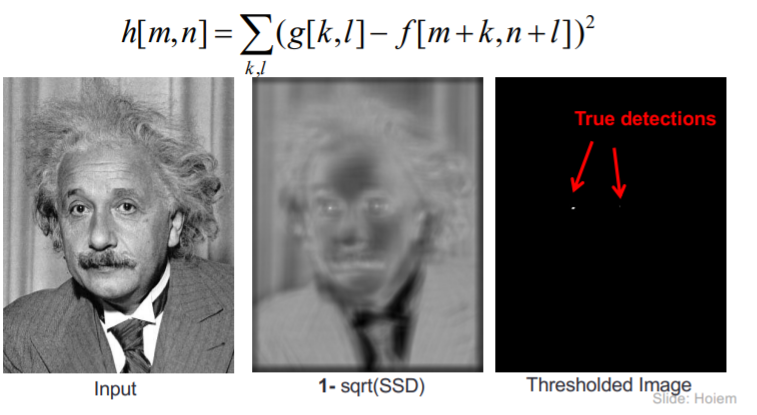 h[m,n] = ∑(g[k,l] − f[m+k,n+l])²
k,l
True detections
Input
1- sqrt(SSD)
Thresholded Image
Slide: Hoiem